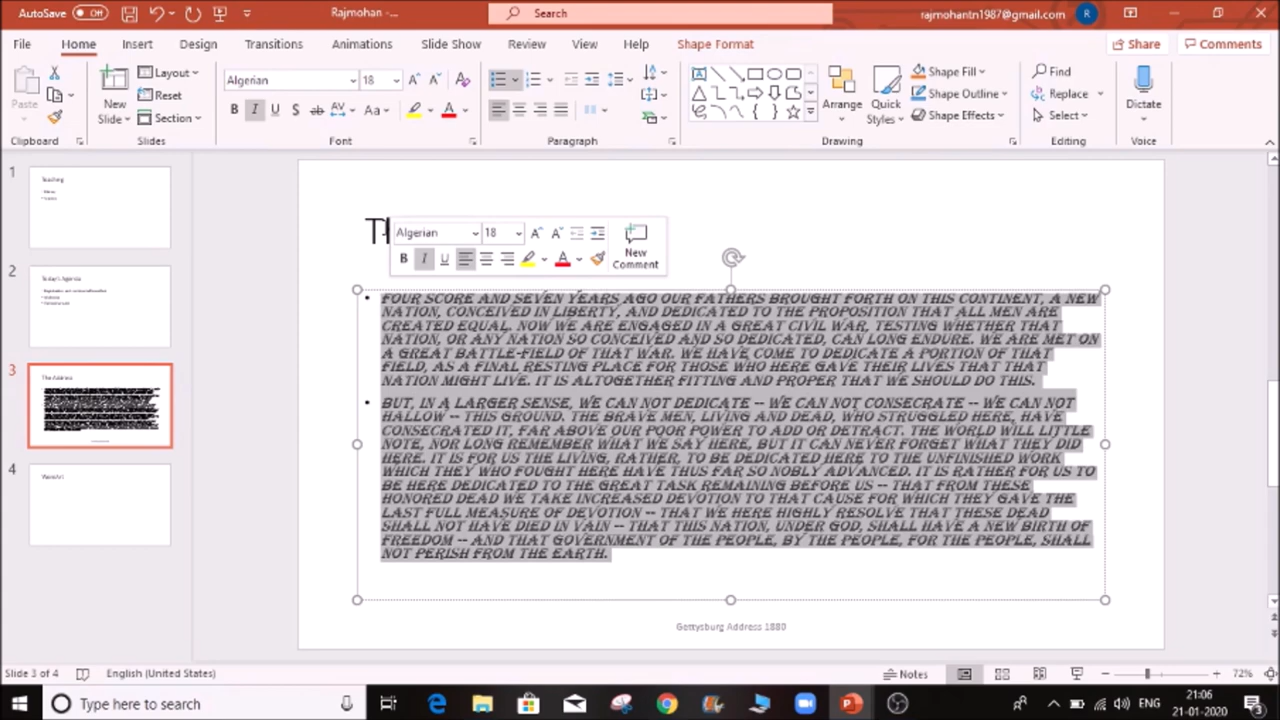 AutoSave Off Rajmohan -... Search rajmohantn1987@gmail.com R
File Home Insert Design Transitions Animations Slide Show Review View Help Shape Format Share Comments
Paste New Slide Layout Reset Section Algerian 18 Shape Fill Shape Outline Shape Effects Arrange Quick Styles Find Replace Select Dictate
B I U S ab AV Aa A
Clipboard Slides Font Paragraph Drawing Editing Voice
1
Teaching
2
Today's Agenda
3
The Address
4
Algerian 18
B I U A New Comment
• FOUR SCORE AND SEVEN YEARS AGO OUR FATHERS BROUGHT FORTH ON THIS CONTINENT, A NEW
NATION, CONCEIVED IN LIBERTY, AND DEDICATED TO THE PROPOSITION THAT ALL MEN ARE
CREATED EQUAL. NOW WE ARE ENGAGED IN A GREAT CIVIL WAR, TESTING WHETHER THAT
NATION, OR ANY NATION SO CONCEIVED AND SO DEDICATED, CAN LONG ENDURE. WE ARE MET ON
A GREAT BATTLE-FIELD OF THAT WAR. WE HAVE COME TO DEDICATE A PORTION OF THAT
FIELD, AS A FINAL RESTING PLACE FOR THOSE WHO HERE GAVE THEIR LIVES THAT THAT
NATION MIGHT LIVE. IT IS ALTOGETHER FITTING AND PROPER THAT WE SHOULD DO THIS.
• BUT, IN A LARGER SENSE, WE CAN NOT DEDICATE -- WE CAN NOT CONSECRATE -- WE CAN NOT
HALLOW -- THIS GROUND. THE BRAVE MEN, LIVING AND DEAD, WHO STRUGGLED HERE, HAVE
CONSECRATED IT, FAR ABOVE OUR POOR POWER TO ADD OR DETRACT. THE WORLD WILL LITTLE
NOTE, NOR LONG REMEMBER WHAT WE SAY HERE, BUT IT CAN NEVER FORGET WHAT THEY DID
HERE. IT IS FOR US THE LIVING, RATHER, TO BE DEDICATED HERE TO THE UNFINISHED WORK
WHICH THEY WHO FOUGHT HERE HAVE THUS FAR SO NOBLY ADVANCED. IT IS RATHER FOR US TO
BE HERE DEDICATED TO THE GREAT TASK REMAINING BEFORE US -- THAT FROM THESE
HONORED DEAD WE TAKE INCREASED DEVOTION TO THAT CAUSE FOR WHICH THEY GAVE THE
LAST FULL MEASURE OF DEVOTION -- THAT WE HERE HIGHLY RESOLVE THAT THESE DEAD
SHALL NOT HAVE DIED IN VAIN -- THAT THIS NATION, UNDER GOD, SHALL HAVE A NEW BIRTH OF
FREEDOM -- AND THAT GOVERNMENT OF THE PEOPLE, BY THE PEOPLE, FOR THE PEOPLE, SHALL
NOT PERISH FROM THE EARTH.
Gettysburg Address 1880
Slide 3 of 4 English (United States) Notes 72%
Type here to search ENG 21:06
21-01-2020 3